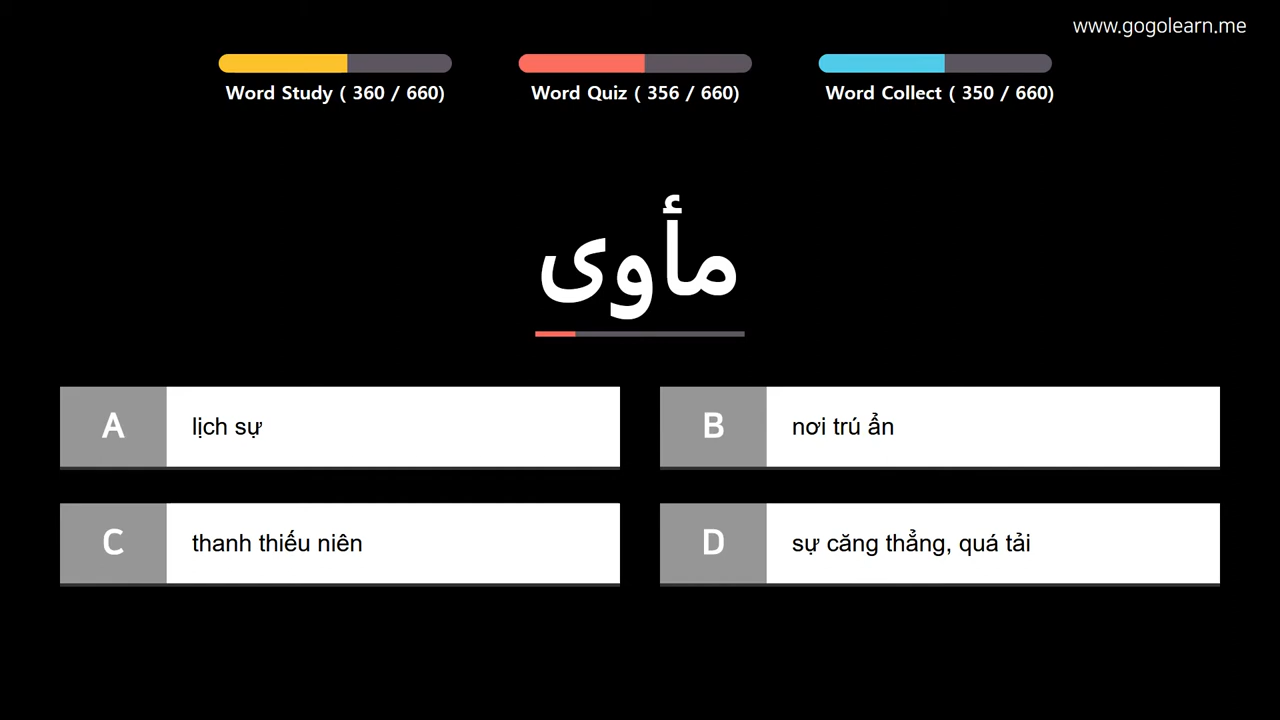 www.gogolearn.me
Word Study ( 360 / 660)
Word Quiz ( 356 / 660)
Word Collect ( 350 / 660)
مأوى
A lịch sự
B nơi trú ẩn
C thanh thiếu niên
D sự căng thẳng, quá tải